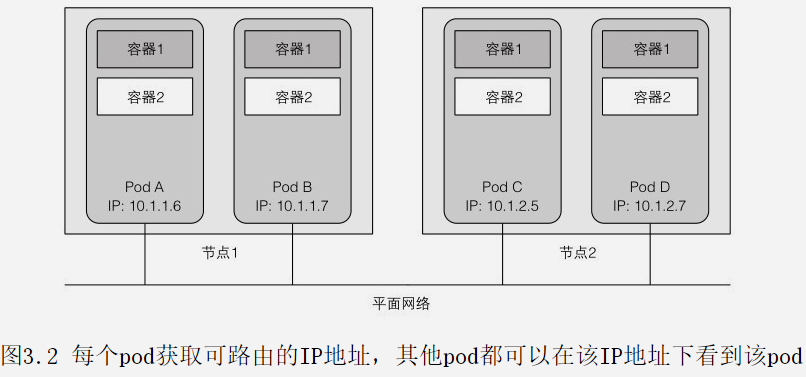 容器1
容器2
Pod A
IP: 10.1.1.6
容器1
容器2
Pod B
IP: 10.1.1.7
节点1
容器1
容器2
Pod C
IP: 10.1.2.5
容器1
容器2
Pod D
IP: 10.1.2.7
节点2
平面网络
图3.2 每个pod获取可路由的IP地址，其他pod都可以在该IP地址下看到该pod